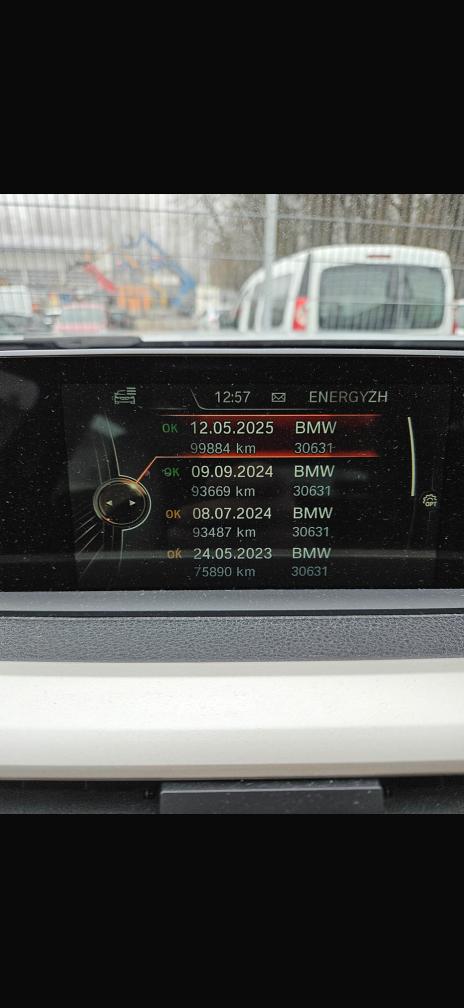 12:57 ENERGYZH
OK 12.05.2025 BMW
99884 km 30631
OK 09.09.2024 BMW
93669 km 30631
OK 08.07.2024 BMW
93487 km 30631
OK 24.05.2023 BMW
75890 km 30631
OPT